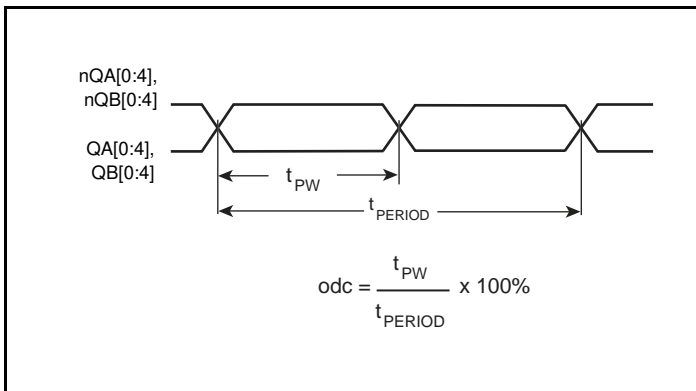 nQA[0:4],
nQB[0:4]
QA[0:4],
QB[0:4]
tPW
tPERIOD
odc = tPW / tPERIOD x 100%